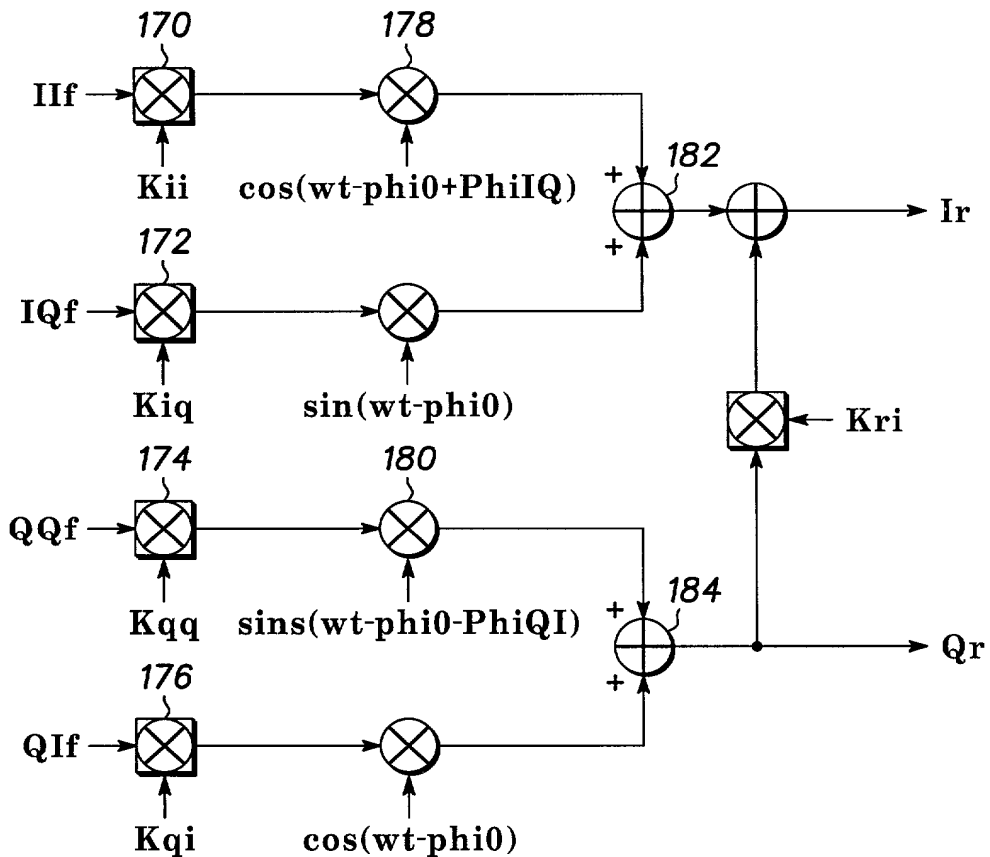 170
178
IIf
Kii
cos(wt-phi0+PhiIQ)
+
182
Ir
+
172
IQf
Kiq
sin(wt-phi0)
Kri
174
180
QQf
Kqq
sins(wt-phi0-PhiQI)
+
184
Qr
+
176
QIf
Kqi
cos(wt-phi0)